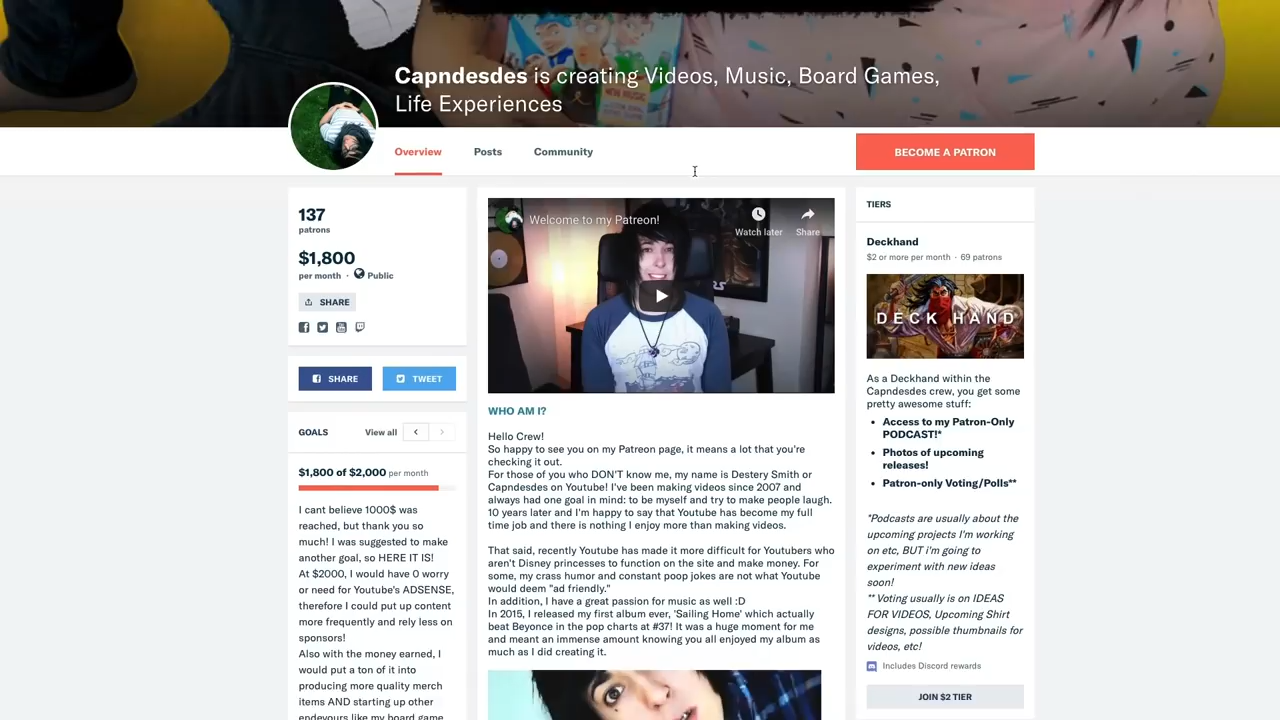 Capndesdes is creating Videos, Music, Board Games,
Life Experiences
Overview
Posts
Community
BECOME A PATRON
137
patrons
$1,800
per month · Public
SHARE
SHARE
TWEET
GOALS
View all
$1,800 of $2,000 per month
I cant believe 1000$ was
reached, but thank you so
much! I was suggested to make
another goal, so HERE IT IS!
At $2000, I would have 0 worry
or need for Youtube's ADSENSE,
therefore I could put up content
more frequently and rely less on
sponsors!
Also with the money earned, I
would put a ton of it into
producing more quality merch
items AND starting up other
endevours like my board game
Welcome to my Patreon!
Watch later
Share
WHO AM I?
Hello Crew!
So happy to see you on my Patreon page, it means a lot that you're
checking it out.
For those of you who DON'T know me, my name is Destery Smith or
Capndesdes on Youtube! I've been making videos since 2007 and
always had one goal in mind: to be myself and try to make people laugh.
10 years later and I'm happy to say that Youtube has become my full
time job and there is nothing I enjoy more than making videos.
That said, recently Youtube has made it more difficult for Youtubers who
aren't Disney princesses to function on the site and make money. For
some, my crass humor and constant poop jokes are not what Youtube
would deem "ad friendly."
In addition, I have a great passion for music as well :D
In 2015, I released my first album ever, 'Sailing Home' which actually
beat Beyonce in the pop charts at #37! It was a huge moment for me
and meant an immense amount knowing you all enjoyed my album as
much as I did creating it.
TIERS
Deckhand
$2 or more per month · 69 patrons
DECK HAND
As a Deckhand within the
Capndesdes crew, you get some
pretty awesome stuff:
• Access to my Patron-Only
PODCAST!*
• Photos of upcoming
releases!
• Patron-only Voting/Polls**
*Podcasts are usually about the
upcoming projects I'm working
on etc, BUT i'm going to
experiment with new ideas
soon!
** Voting usually is on IDEAS
FOR VIDEOS, Upcoming Shirt
designs, possible thumbnails for
videos, etc!
Includes Discord rewards
JOIN $2 TIER